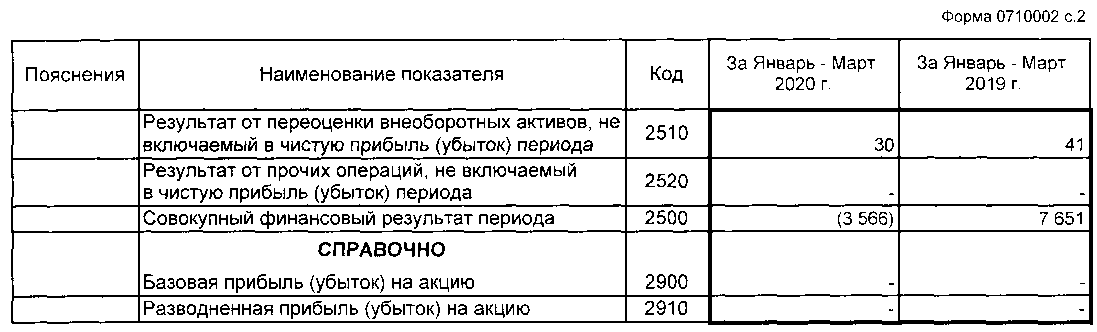 Форма 0710002 с.2
Пояснения Наименование показателя Код За Январь - Март 2020 г. За Январь - Март 2019 г.
Результат от переоценки внеоборотных активов, не
включаемый в чистую прибыль (убыток) периода 2510 30 41
Результат от прочих операций, не включаемый
в чистую прибыль (убыток) периода 2520 - -
Совокупный финансовый результат периода 2500 (3 566) 7 651
СПРАВОЧНО
Базовая прибыль (убыток) на акцию 2900 - -
Разводненная прибыль (убыток) на акцию 2910 - -